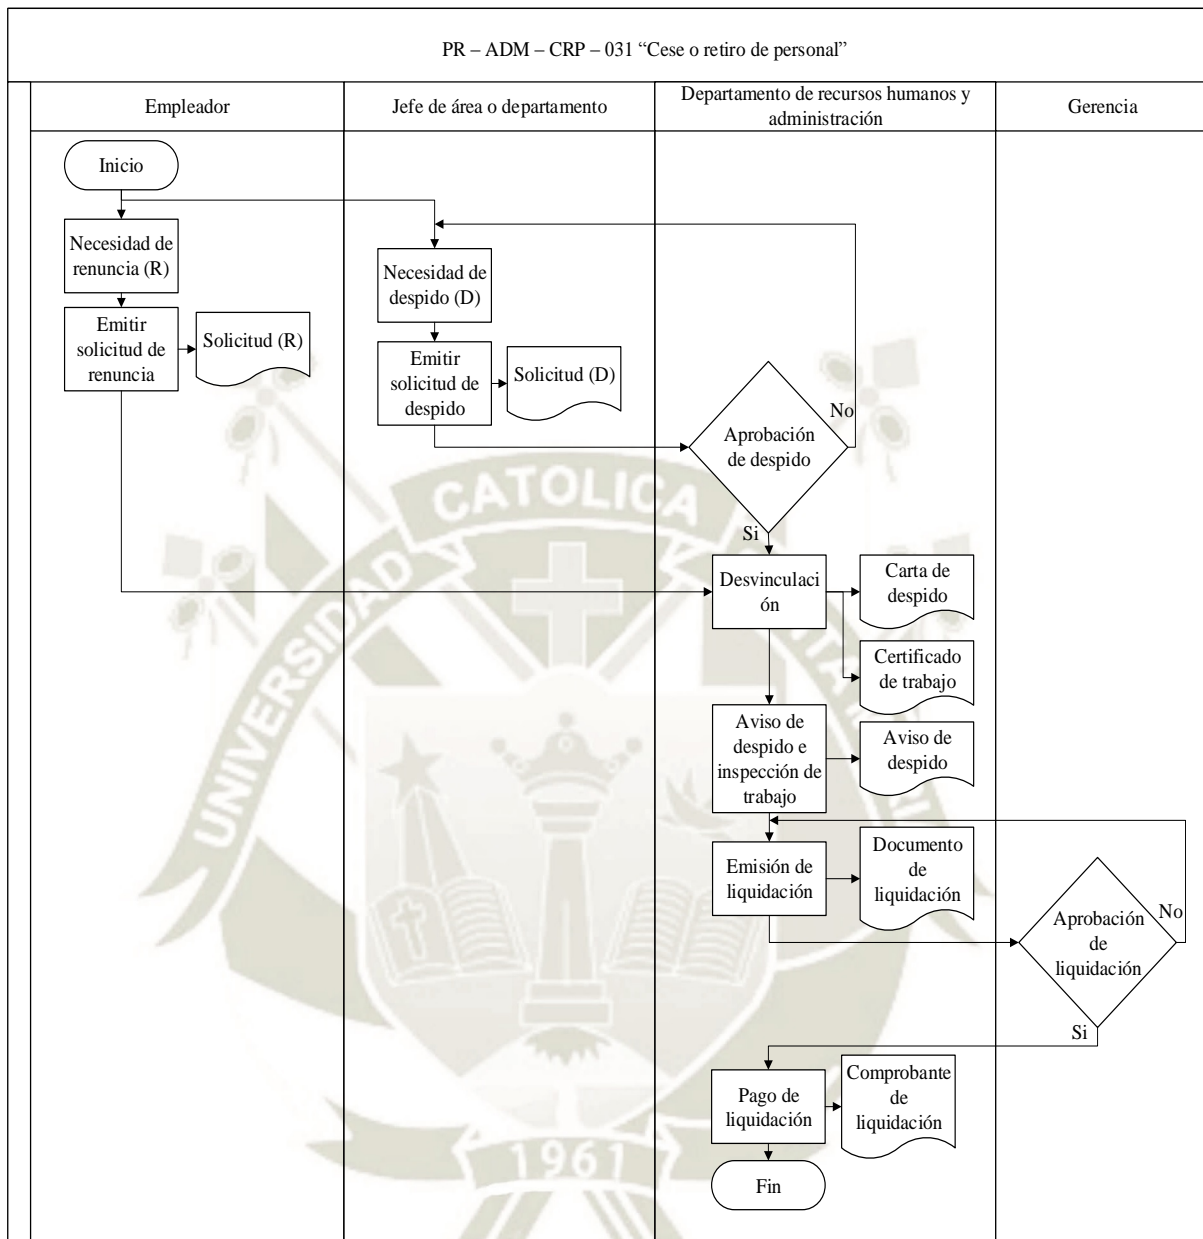 PR – ADM – CRP – 031 “Cese o retiro de personal”
Empleador
Jefe de área o departamento
Departamento de recursos humanos y
administración
Gerencia
Inicio
Necesidad de
renuncia (R)
Emitir
solicitud de
renuncia
Solicitud (R)
Necesidad de
despido (D)
Emitir
solicitud de
despido
Solicitud (D)
Aprobación
de despido
No
Si
Desvinculaci
ón
Carta de
despido
Certificado
de trabajo
Aviso de
despido e
inspección de
trabajo
Aviso de
despido
Emisión de
liquidación
Documento
de
liquidación
Aprobación
de
liquidación
No
Si
Pago de
liquidación
Comprobante
de
liquidación
Fin
UNIVERSIDAD
CATOLICA
1961